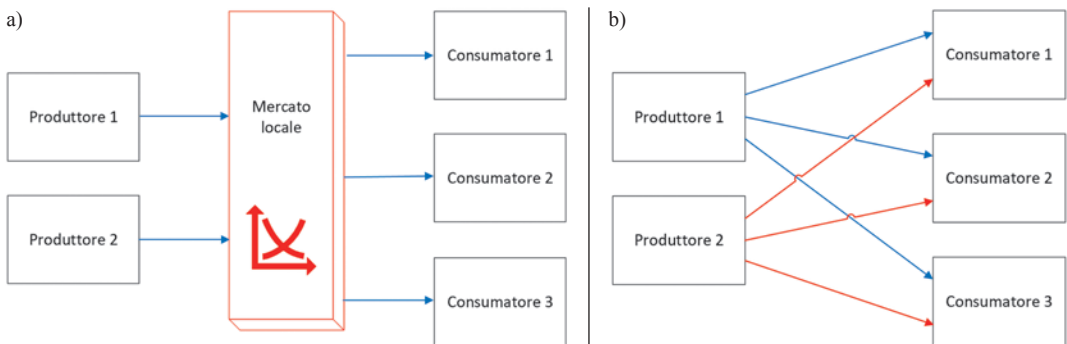 a)
Produttore 1
Produttore 2
Mercato
locale
Consumatore 1
Consumatore 2
Consumatore 3
b)
Produttore 1
Produttore 2
Consumatore 1
Consumatore 2
Consumatore 3